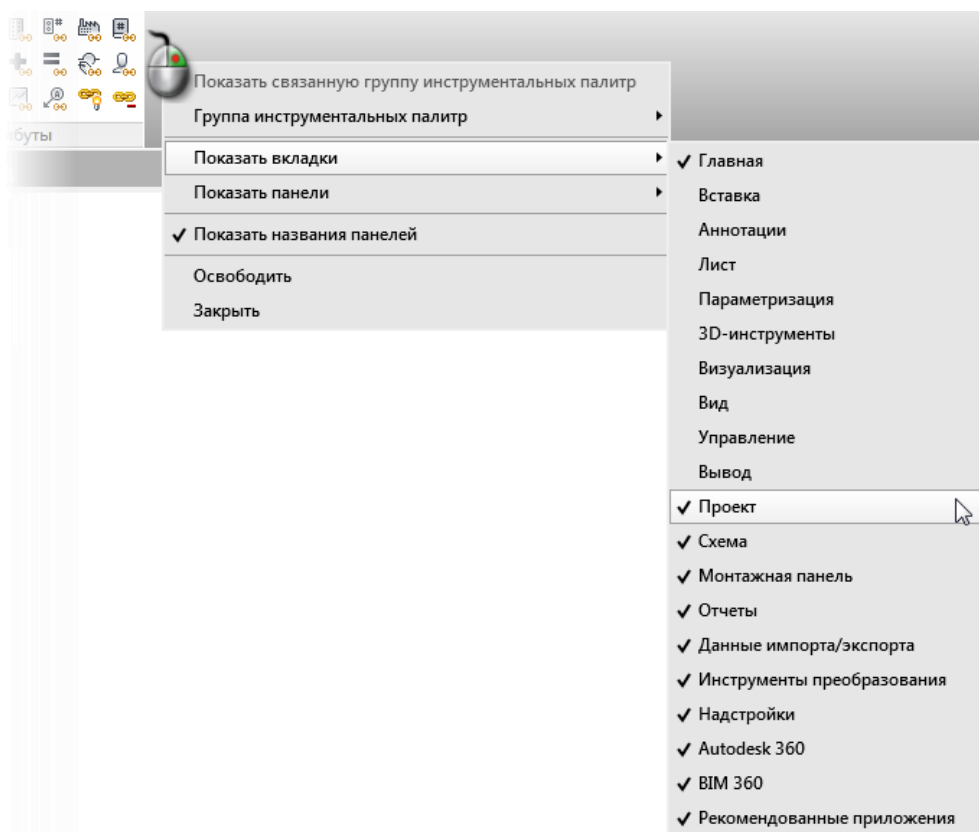 буты
Показать связанную группу инструментальных палитр
Группа инструментальных палитр
Показать вкладки
Показать панели
Показать названия панелей
Освободить
Закрыть
Главная
Вставка
Аннотации
Лист
Параметризация
3D-инструменты
Визуализация
Вид
Управление
Вывод
Проект
Схема
Монтажная панель
Отчеты
Данные импорта/экспорта
Инструменты преобразования
Надстройки
Autodesk 360
BIM 360
Рекомендованные приложения